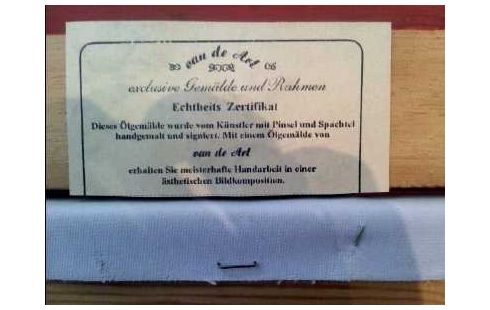 van de Art
exclusive Gemälde und Rahmen
Echtheits Zertifikat
Dieses Ölgemälde wurde vom Künstler mit Pinsel und Spachtel
handgemalt und signiert. Mit einem Ölgemälde von
van de Art
erhalten Sie meisterhafte Handarbeit in einer
ästhetischen Bildkomposition.